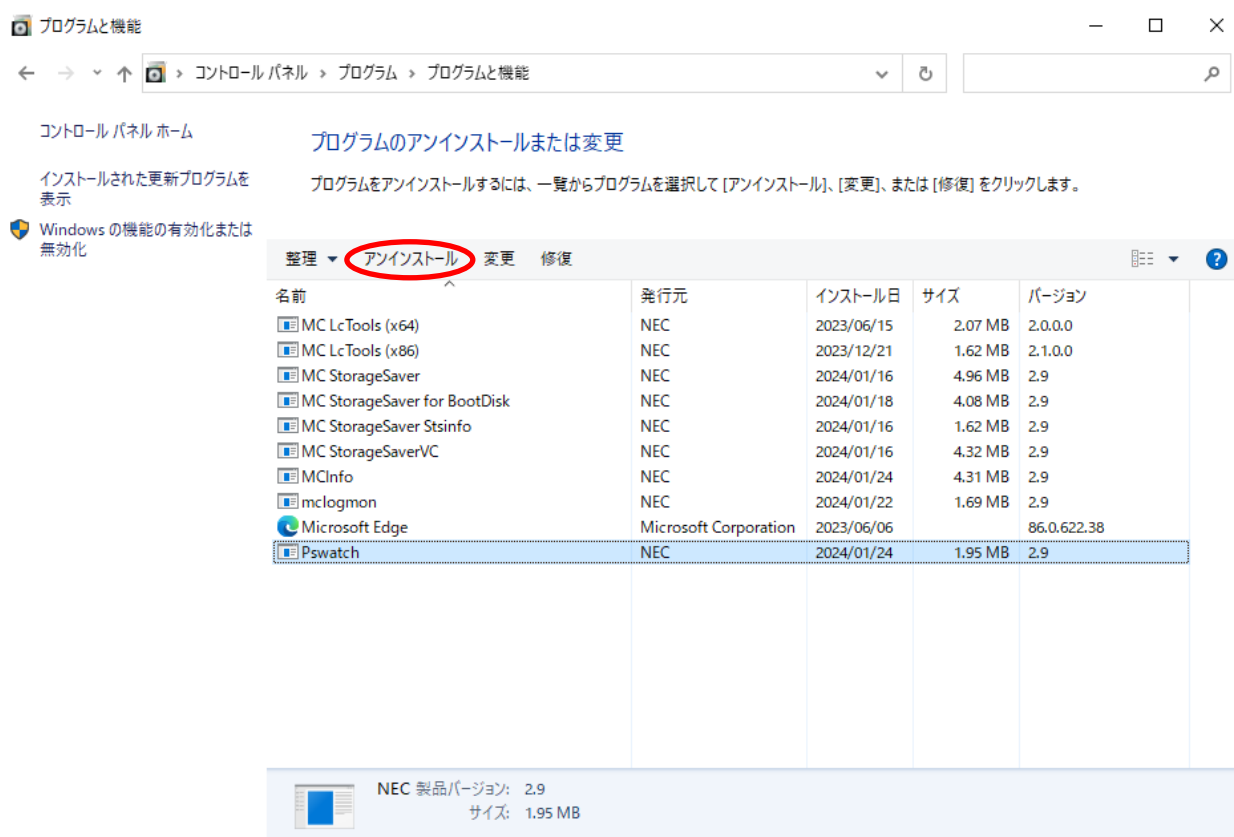 プログラムと機能
コントロール パネル › プログラム › プログラムと機能
コントロール パネル ホーム
インストールされた更新プログラムを
表示
Windows の機能の有効化または
無効化
プログラムのアンインストールまたは変更
プログラムをアンインストールするには、一覧からプログラムを選択して [アンインストール]、[変更]、または [修復] をクリックします。
整理 アンインストール 変更 修復
名前 発行元 インストール日 サイズ バージョン
MC LcTools (x64) NEC 2023/06/15 2.07 MB 2.0.0.0
MC LcTools (x86) NEC 2023/12/21 1.62 MB 2.1.0.0
MC StorageSaver NEC 2024/01/16 4.96 MB 2.9
MC StorageSaver for BootDisk NEC 2024/01/18 4.08 MB 2.9
MC StorageSaver Stsinfo NEC 2024/01/16 1.62 MB 2.9
MC StorageSaverVC NEC 2024/01/16 4.32 MB 2.9
MCInfo NEC 2024/01/24 4.31 MB 2.9
mclogmon NEC 2024/01/22 1.69 MB 2.9
Microsoft Edge Microsoft Corporation 2023/06/06 86.0.622.38
Pswatch NEC 2024/01/24 1.95 MB 2.9
NEC 製品バージョン: 2.9
サイズ: 1.95 MB